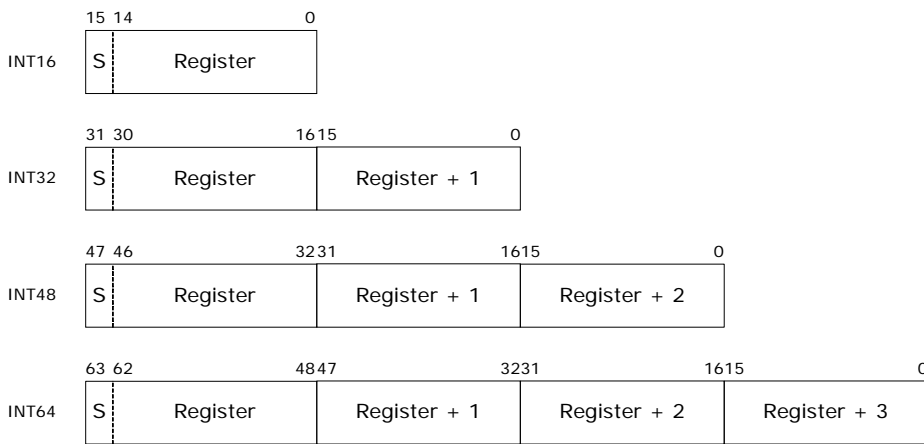 15 14 0
INT16 S Register
31 30 16 15 0
INT32 S Register Register + 1
47 46 32 31 16 15 0
INT48 S Register Register + 1 Register + 2
63 62 48 47 32 31 16 15 0
INT64 S Register Register + 1 Register + 2 Register + 3